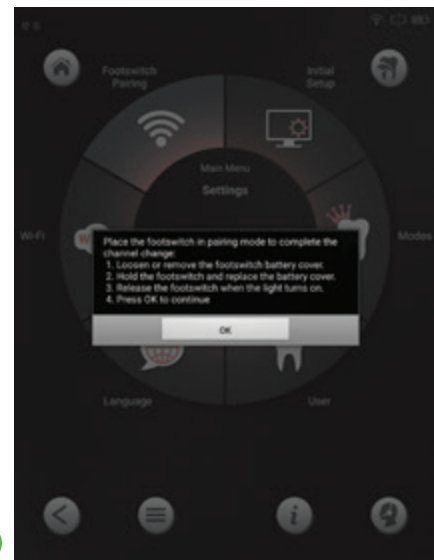 Footswitch
Pairing
Initial
Setup
Main Menu
Settings
Wi-Fi
Modes
Place the footswitch in pairing mode to complete the
channel change:
1. Loosen or remove the footswitch battery cover.
2. Hold the footswitch and replace the battery cover.
3. Release the footswitch when the light turns on.
4. Press OK to continue
OK
Language
User
i